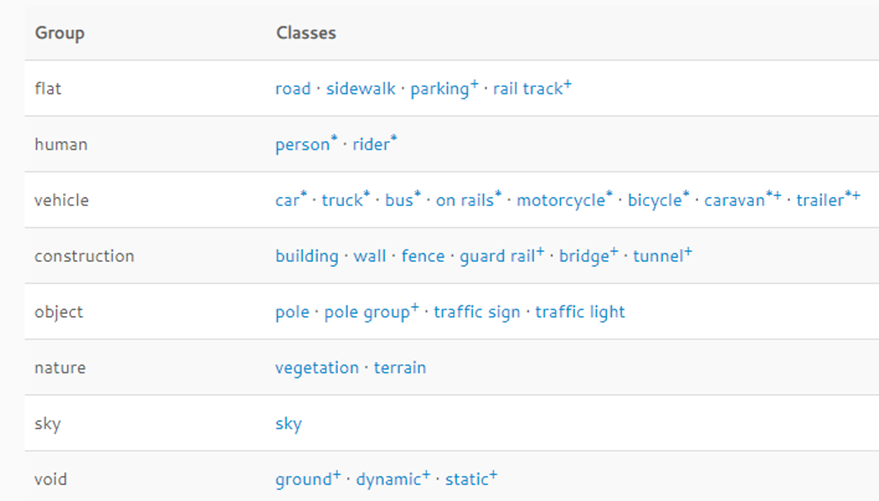 Group Classes
flat road · sidewalk · parking⁺ · rail track⁺
human person* · rider*
vehicle car* · truck* · bus* · on rails* · motorcycle* · bicycle* · caravan*⁺ · trailer*⁺
construction building · wall · fence · guard rail⁺ · bridge⁺ · tunnel⁺
object pole · pole group⁺ · traffic sign · traffic light
nature vegetation · terrain
sky sky
void ground⁺ · dynamic⁺ · static⁺